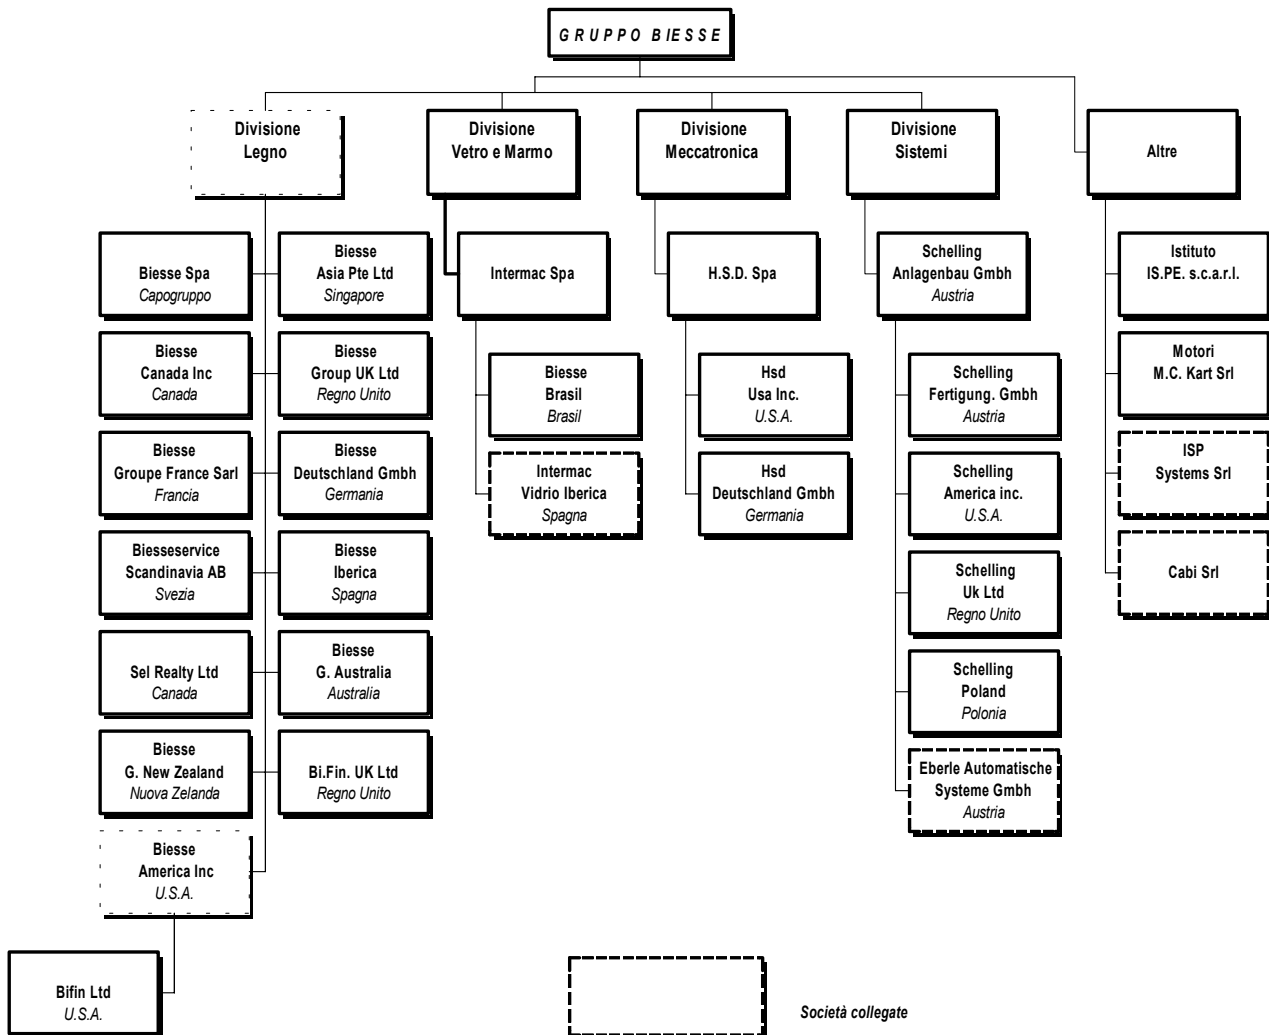 GRUPPO BIESSE
Divisione
Legno
Divisione
Vetro e Marmo
Divisione
Meccatronica
Divisione
Sistemi
Altre
Biesse Spa
Capogruppo
Biesse
Asia Pte Ltd
Singapore
Intermac Spa
H.S.D. Spa
Schelling
Anlagenbau Gmbh
Austria
Istituto
IS.PE. s.c.a.r.l.
Biesse
Canada Inc
Canada
Biesse
Group UK Ltd
Regno Unito
Biesse
Brasil
Brasil
Hsd
Usa Inc.
U.S.A.
Schelling
Fertigung. Gmbh
Austria
Motori
M.C. Kart Srl
Biesse
Groupe France Sarl
Francia
Biesse
Deutschland Gmbh
Germania
Intermac
Vidrio Iberica
Spagna
Hsd
Deutschland Gmbh
Germania
Schelling
America inc.
U.S.A.
ISP
Systems Srl
Biesseservice
Scandinavia AB
Svezia
Biesse
Iberica
Spagna
Schelling
Uk Ltd
Regno Unito
Cabi Srl
Sel Realty Ltd
Canada
Biesse
G. Australia
Australia
Schelling
Poland
Polonia
Biesse
G. New Zealand
Nuova Zelanda
Bi.Fin. UK Ltd
Regno Unito
Eberle Automatische
Systeme Gmbh
Austria
Biesse
America Inc
U.S.A.
Bifin Ltd
U.S.A.
Società collegate